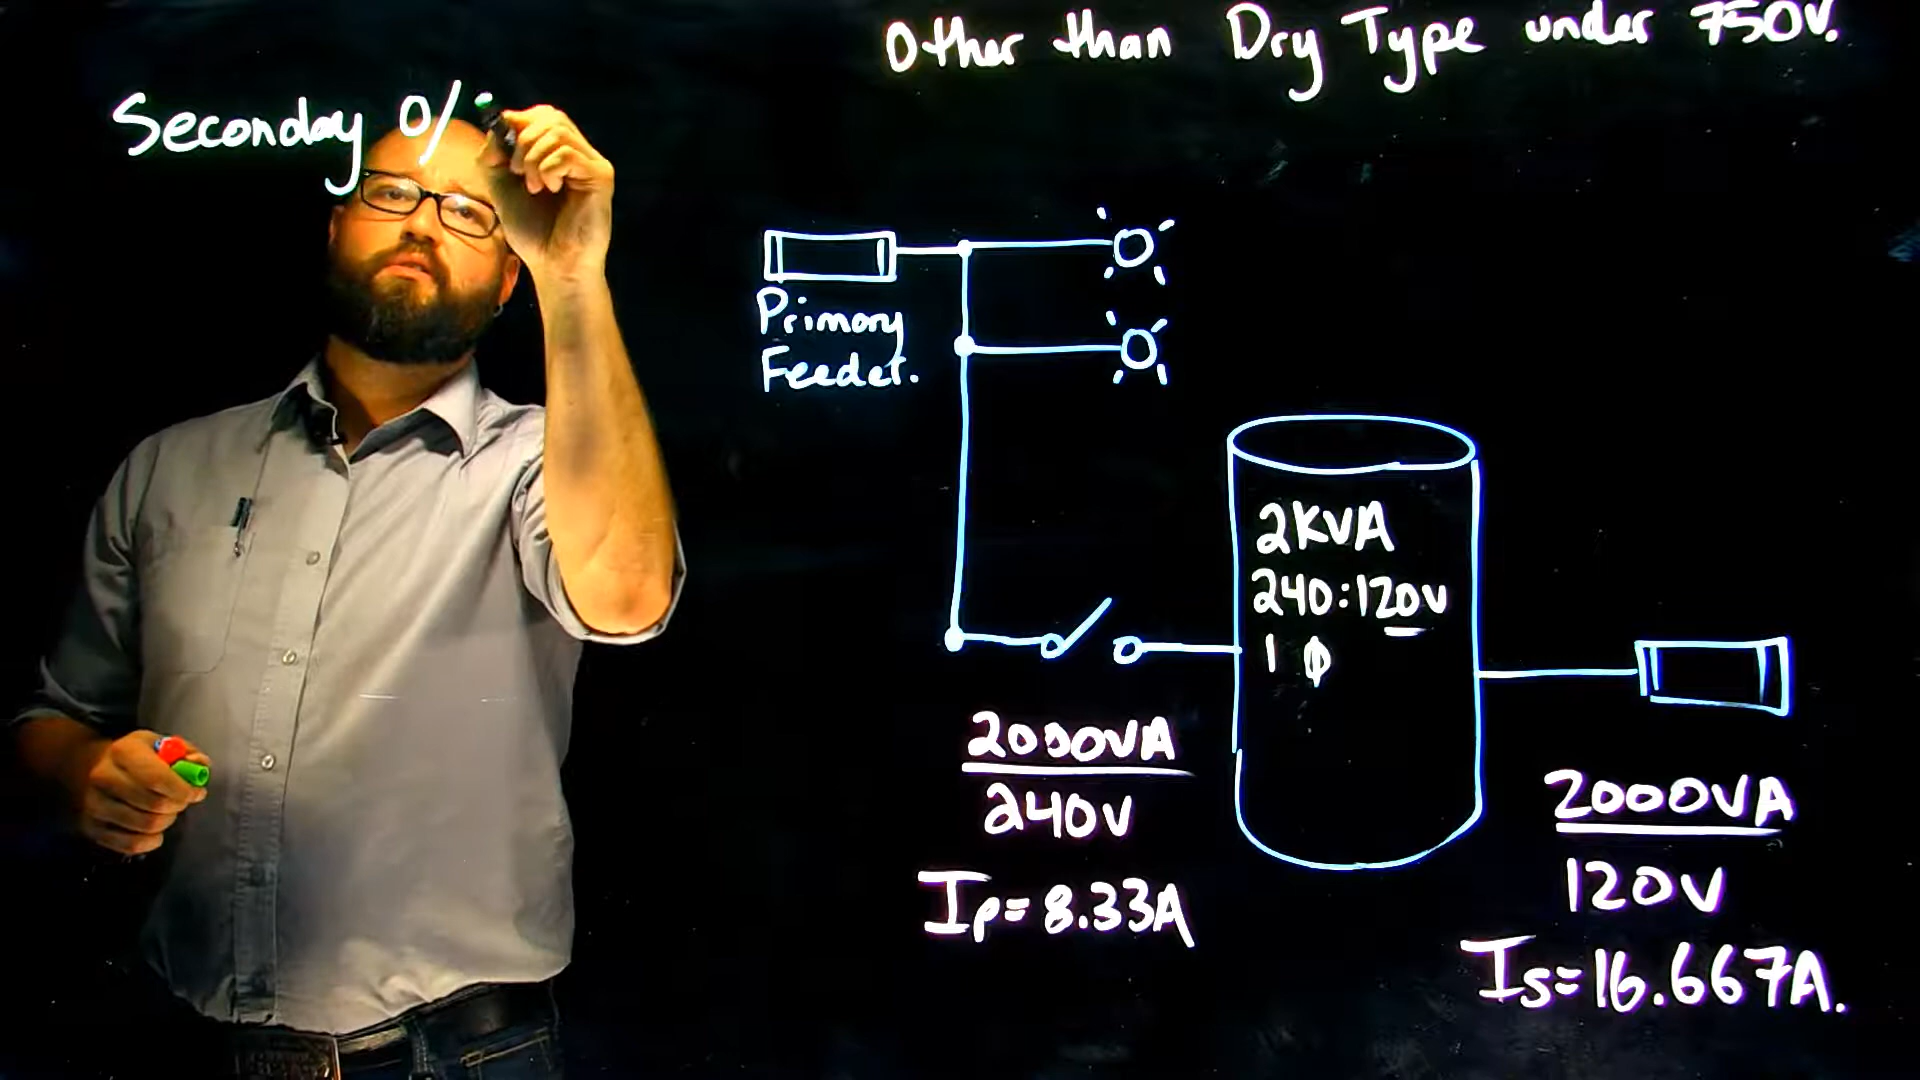 Other than Dry Type under 750V.
Seconday O/
Primary
Feeder.
2KVA
240:120V
1 ϕ
2000VA
240V
Ip=8.33A
2000VA
120V
Is=16.667A.